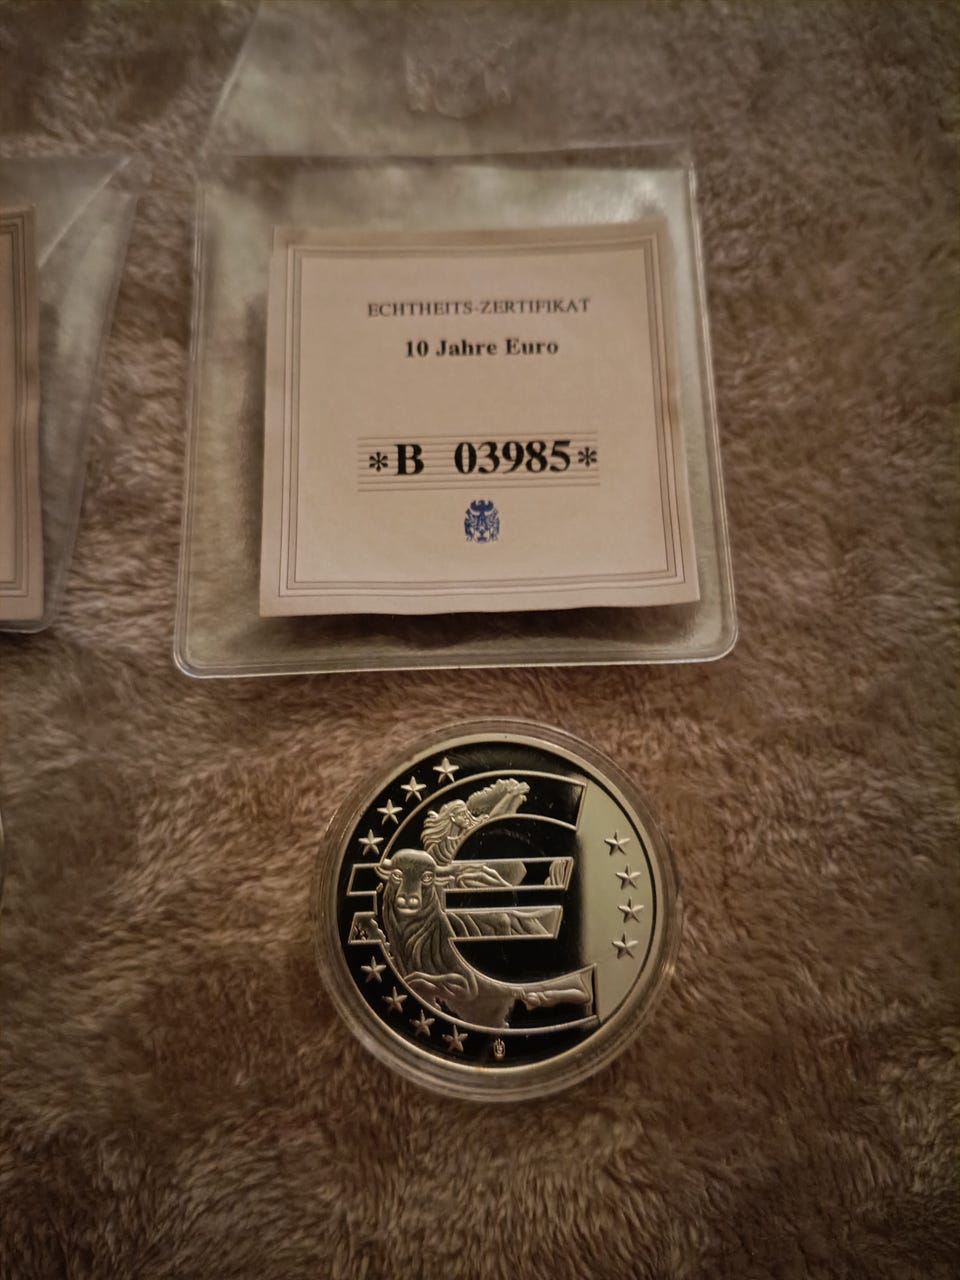 ECHTHEITS-ZERTIFIKAT
10 Jahre Euro
*B 03985*